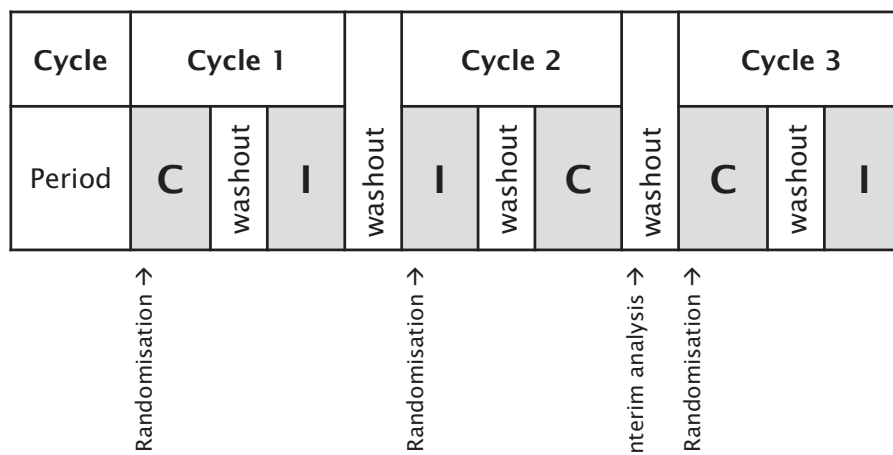 Cycle
Cycle 1
Cycle 2
Cycle 3
Period
C
washout
I
washout
I
washout
C
washout
C
washout
I
Randomisation →
Randomisation →
nterim analysis →
Randomisation →